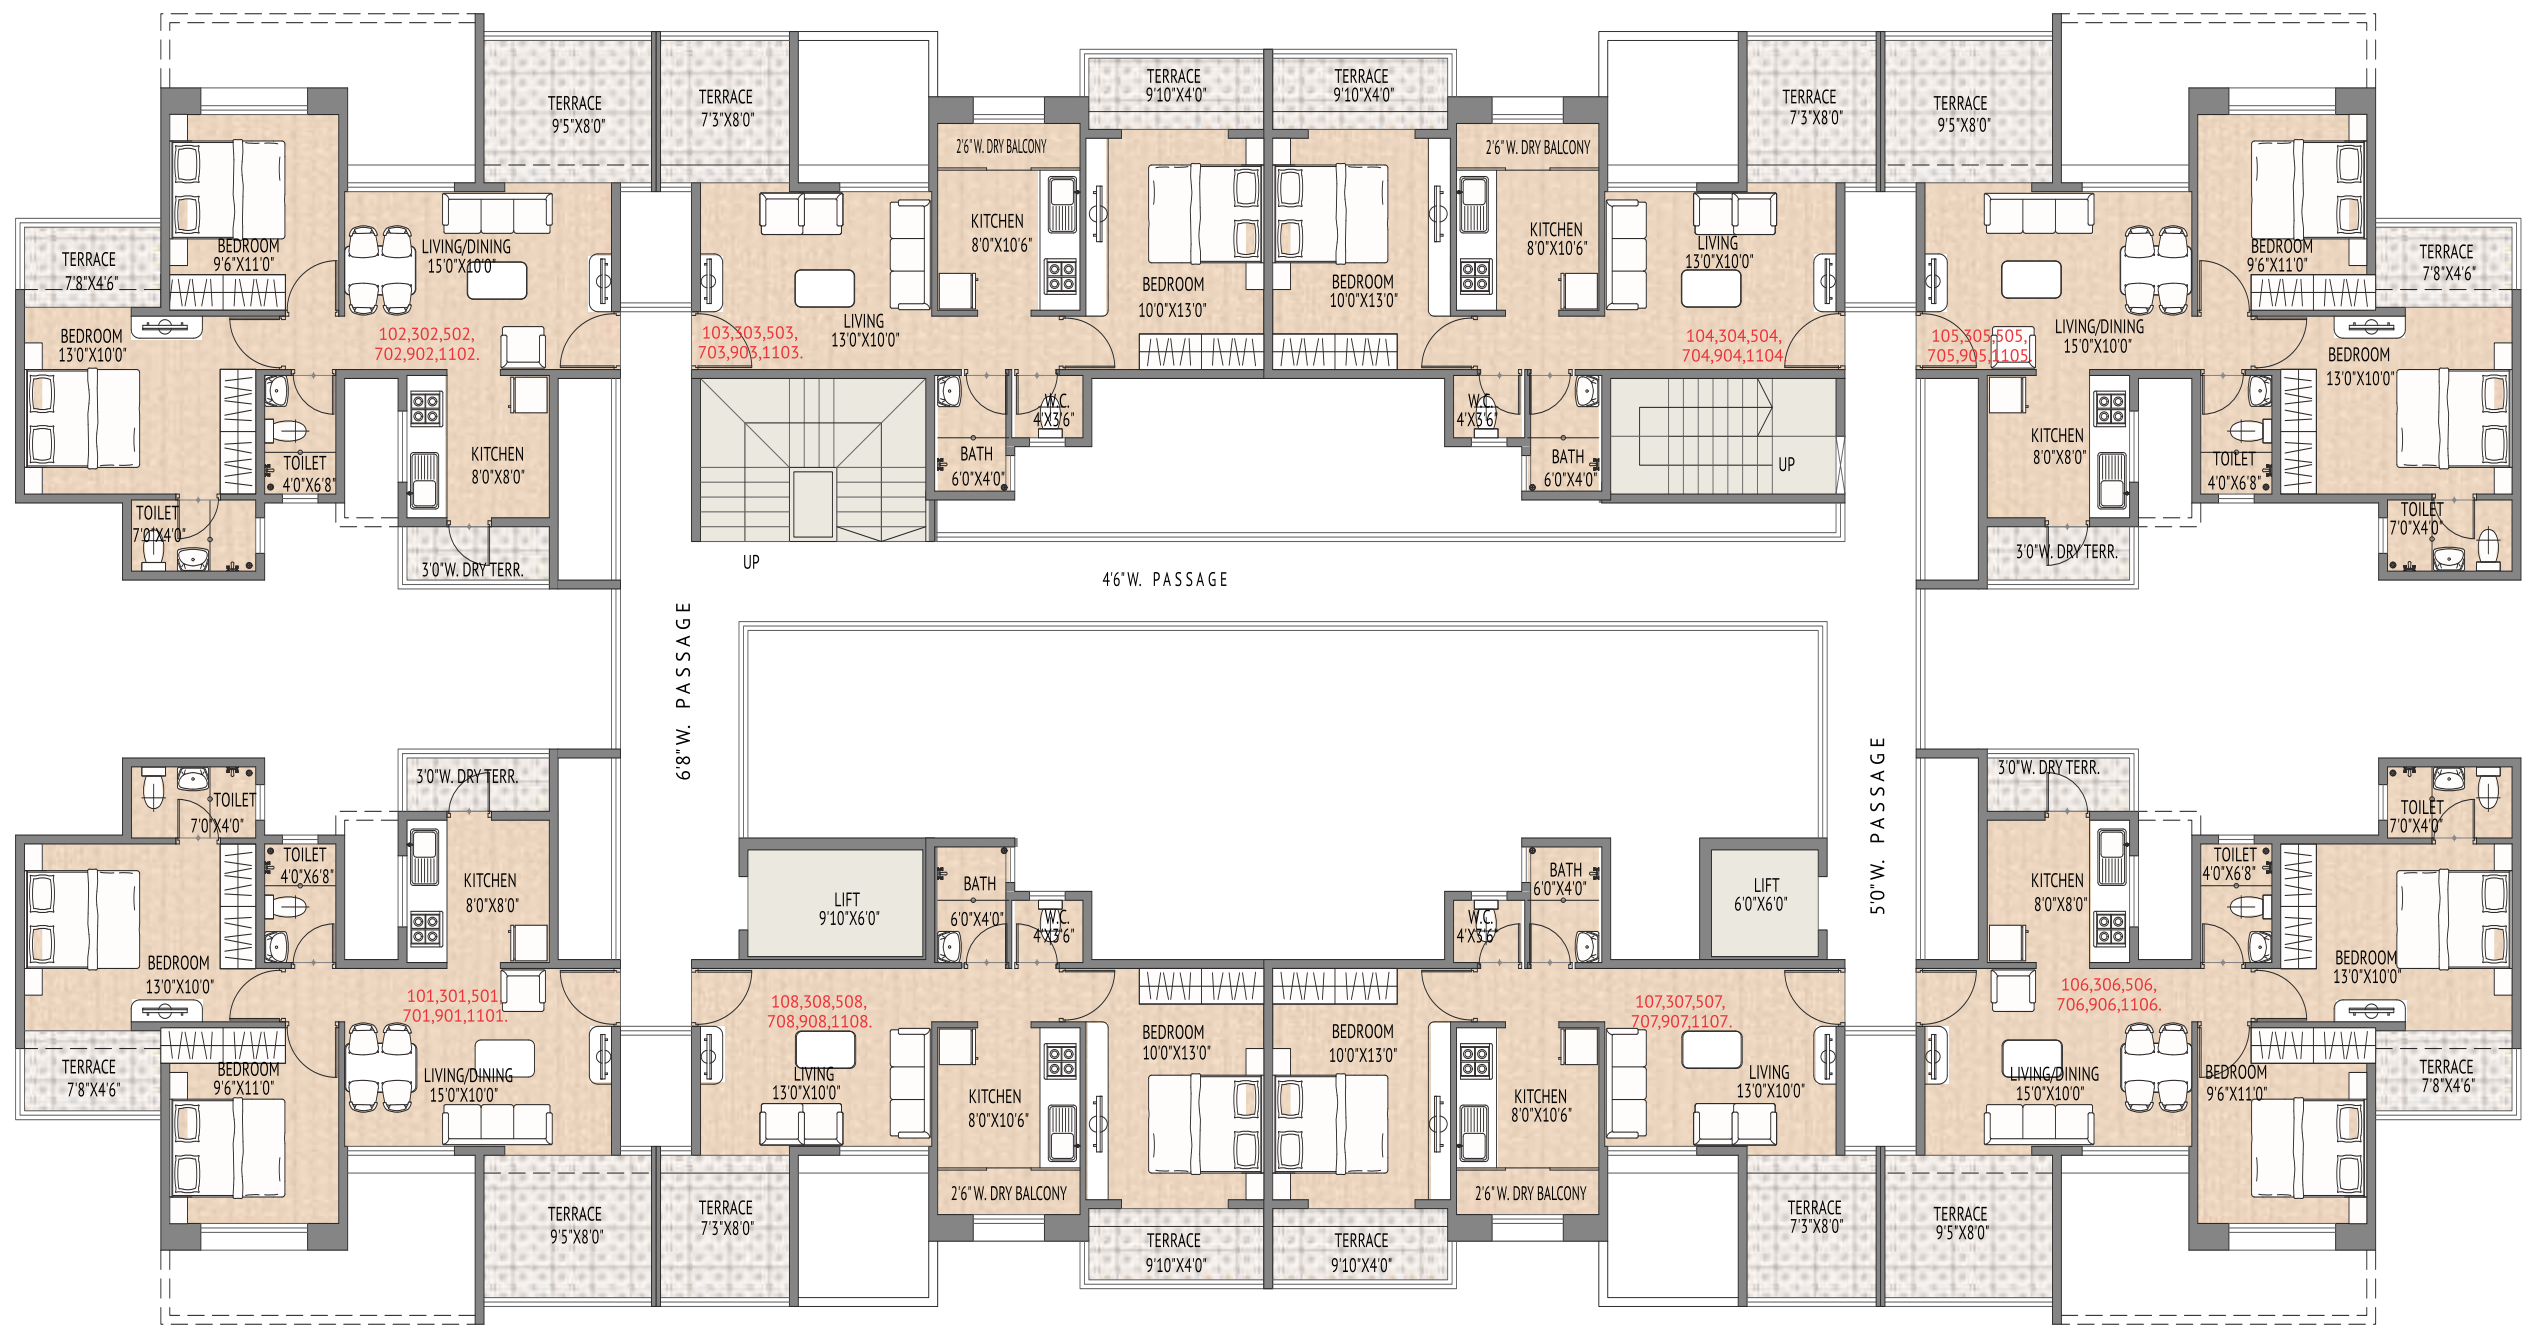 TERRACE
9'5"X8'0"
TERRACE
7'3"X8'0"
TERRACE
9'10"X4'0"
TERRACE
9'10"X4'0"
TERRACE
7'3"X8'0"
TERRACE
9'5"X8'0"
2'6"W. DRY BALCONY
2'6"W. DRY BALCONY
TERRACE
7'8"X4'6"
BEDROOM
9'6"X11'0"
LIVING/DINING
15'0"X10'0"
KITCHEN
8'0"X10'6"
BEDROOM
10'0"X13'0"
BEDROOM
10'0"X13'0"
KITCHEN
8'0"X10'6"
LIVING
13'0"X10'0"
BEDROOM
9'6"X11'0"
TERRACE
7'8"X4'6"
BEDROOM
13'0"X10'0"
102,302,502,
702,902,1102.
103,303,503,
703,903,1103.
LIVING
13'0"X10'0"
104,304,504,
704,904,1104.
105,305,505,
705,905,1105.
LIVING/DINING
15'0"X10'0"
BEDROOM
13'0"X10'0"
W.C.
4'X3'6"
W.C.
4'X3'6"
TOILET
4'0"X6'8"
KITCHEN
8'0"X8'0"
BATH
6'0"X4'0"
BATH
6'0"X4'0"
UP
KITCHEN
8'0"X8'0"
TOILET
4'0"X6'8"
TOILET
7'0"X4'0"
TOILET
7'0"X4'0"
3'0"W. DRY TERR.
UP
4'6"W. PASSAGE
3'0"W. DRY TERR.
6'8"W. PASSAGE
5'0"W. PASSAGE
3'0"W. DRY TERR.
3'0"W. DRY TERR.
TOILET
7'0"X4'0"
TOILET
7'0"X4'0"
TOILET
4'0"X6'8"
KITCHEN
8'0"X8'0"
LIFT
9'10"X6'0"
BATH
6'0"X4'0"
W.C.
4'X3'6"
W.C.
4'X3'6"
BATH
6'0"X4'0"
LIFT
6'0"X6'0"
KITCHEN
8'0"X8'0"
TOILET
4'0"X6'8"
BEDROOM
13'0"X10'0"
101,301,501,
701,901,1101.
108,308,508,
708,908,1108.
107,307,507,
707,907,1107.
106,306,506,
706,906,1106.
BEDROOM
13'0"X10'0"
TERRACE
7'8"X4'6"
BEDROOM
9'6"X11'0"
LIVING/DINING
15'0"X10'0"
LIVING
13'0"X10'0"
KITCHEN
8'0"X10'6"
BEDROOM
10'0"X13'0"
BEDROOM
10'0"X13'0"
KITCHEN
8'0"X10'6"
LIVING
13'0"X10'0"
LIVING/DINING
15'0"X10'0"
BEDROOM
9'6"X11'0"
TERRACE
7'8"X4'6"
2'6"W. DRY BALCONY
2'6"W. DRY BALCONY
TERRACE
9'5"X8'0"
TERRACE
7'3"X8'0"
TERRACE
9'10"X4'0"
TERRACE
9'10"X4'0"
TERRACE
7'3"X8'0"
TERRACE
9'5"X8'0"